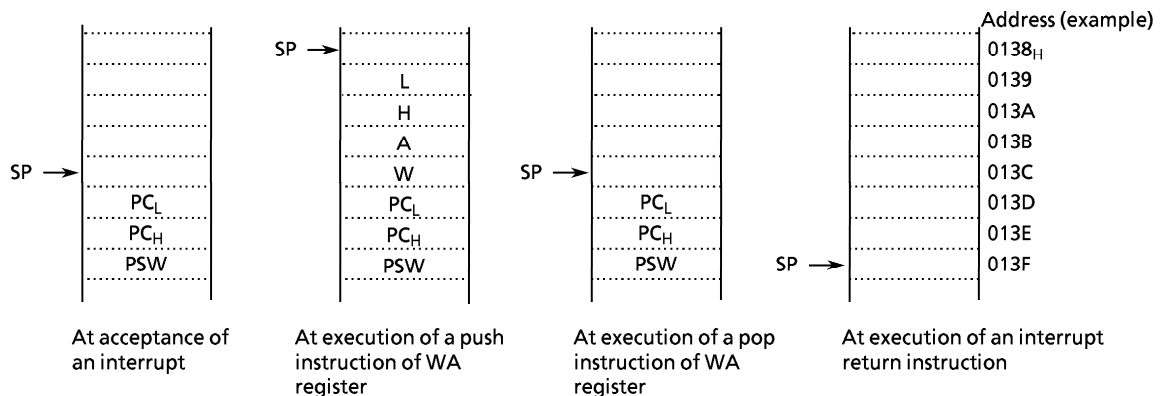 Address (example)
SP
0138H
L
0139
H
013A
A
013B
SP
W
SP
013C
PCL
PCL
PCL
013D
PCH
PCH
PCH
013E
PSW
PSW
PSW
SP
013F
At acceptance of
an interrupt
At execution of a push
instruction of WA
register
At execution of a pop
instruction of WA
register
At execution of an interrupt
return instruction